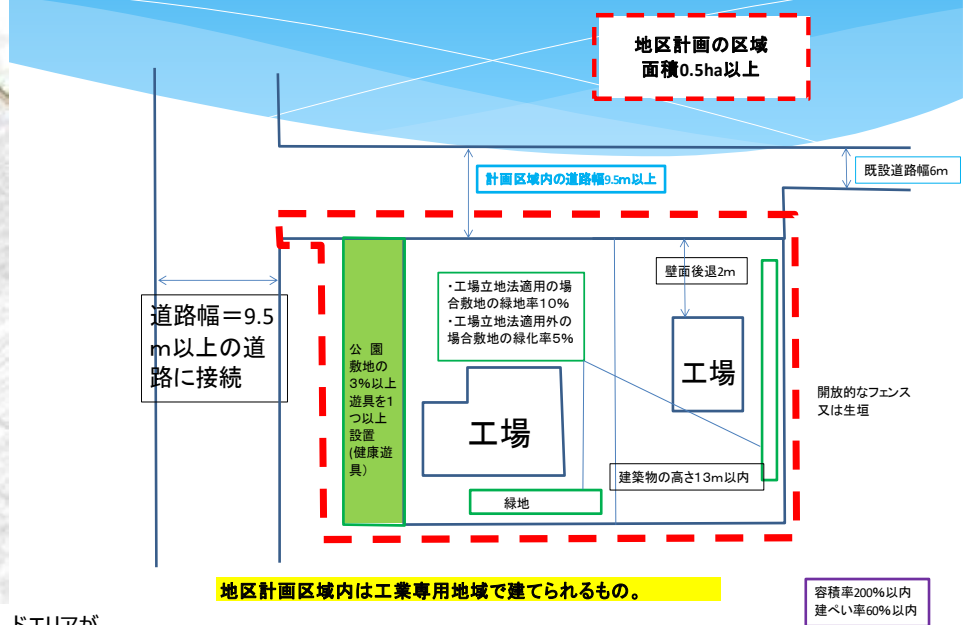 地区計画の区域
面積0.5ha以上
計画区域内の道路幅9.5m以上
既設道路幅6m
壁面後退2m
道路幅＝9.5
m以上の道
路に接続
・工場立地法適用の場
合敷地の緑地率10%
・工場立地法適用外の
場合敷地の緑化率5%
公 園
敷地の
3%以上
遊具を1
つ以上
設置
(健康遊
具)
工場
工場
開放的なフェンス
又は生垣
建築物の高さ13m以内
緑地
地区計画区域内は工業専用地域で建てられるもの。
容積率200%以内
建ぺい率60%以内
ドエリアが